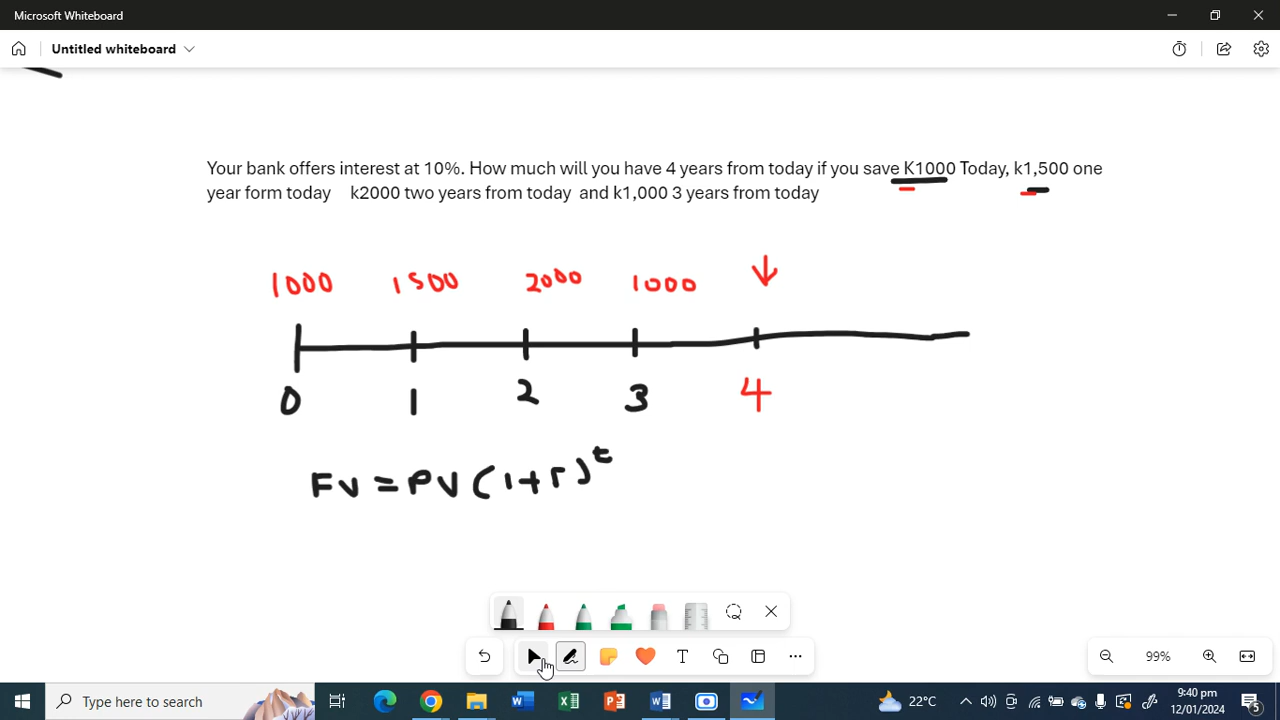 Microsoft Whiteboard
Untitled whiteboard
Your bank offers interest at 10%. How much will you have 4 years from today if you save K1000 Today, k1,500 one
year form today k2000 two years from today and k1,000 3 years from today
1000 1500 2000 1000
0 1 2 3 4
FV = PV (1+r)^t
99%
Type here to search
22°C
9:40 pm
12/01/2024
5